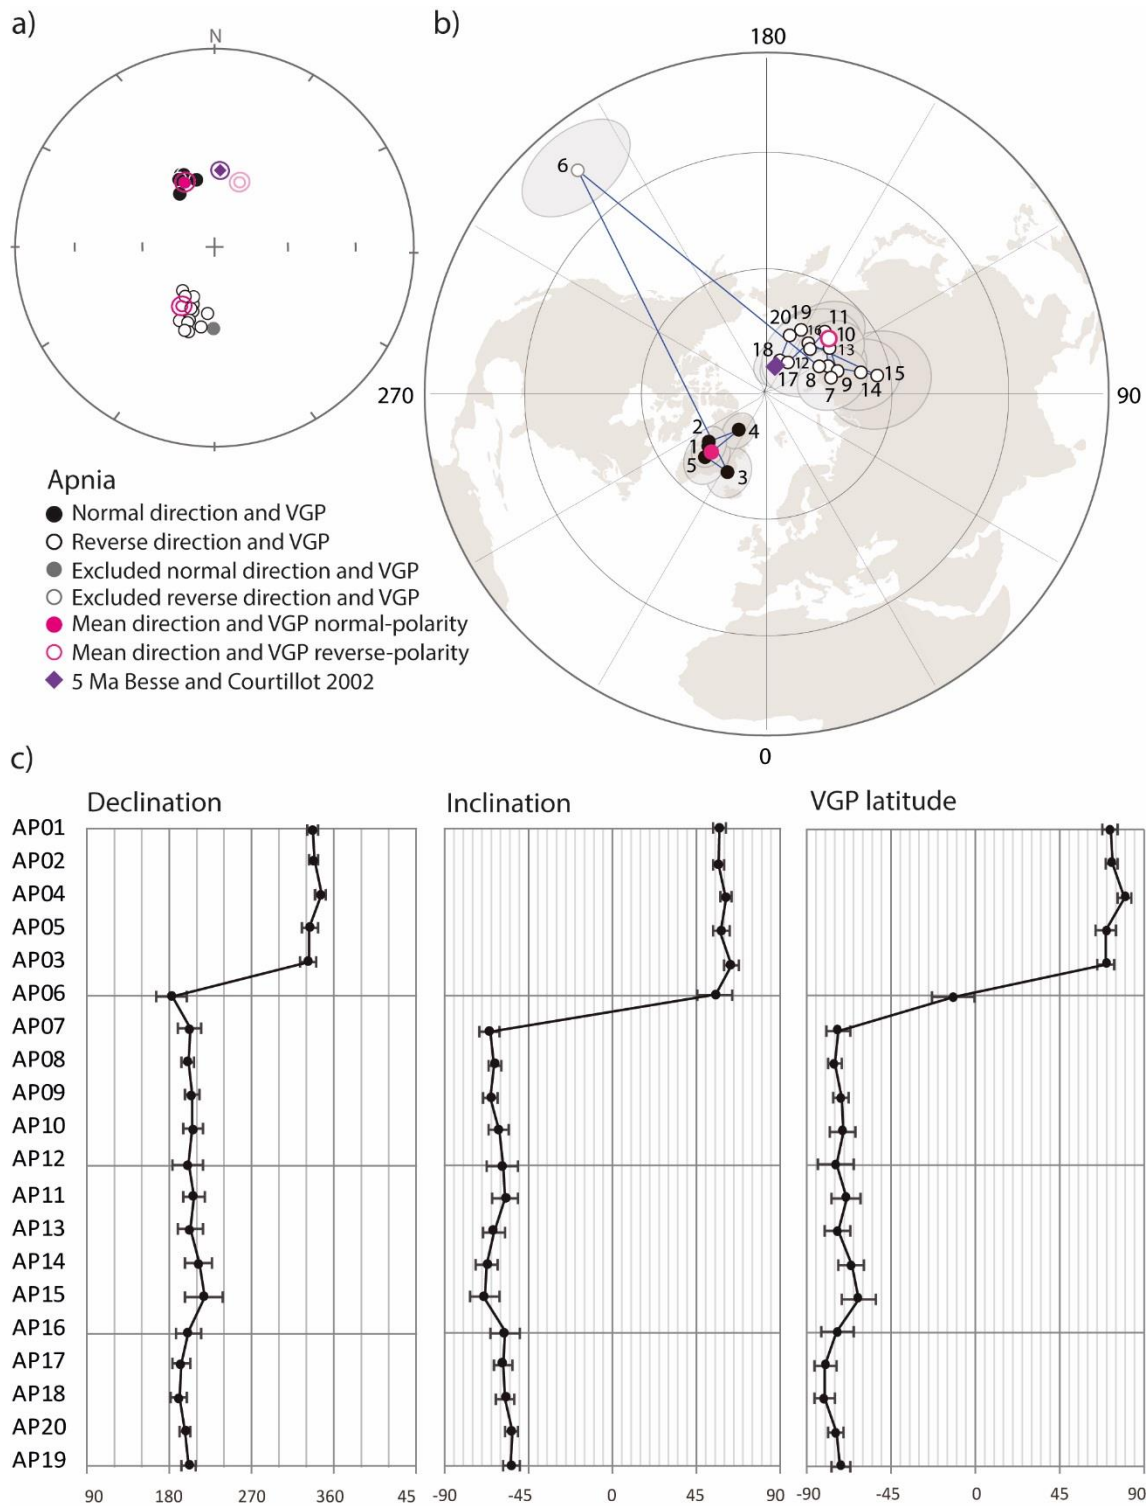 a)
N
b)
180
270
90
0
6
20
19
11
16
10
13
18
12
17
8
9
15
14
7
2
4
1
5
3
Apnia
Normal direction and VGP
Reverse direction and VGP
Excluded normal direction and VGP
Excluded reverse direction and VGP
Mean direction and VGP normal-polarity
Mean direction and VGP reverse-polarity
5 Ma Besse and Courtillot 2002
c)
Declination
Inclination
VGP latitude
AP01
AP02
AP04
AP05
AP03
AP06
AP07
AP08
AP09
AP10
AP12
AP11
AP13
AP14
AP15
AP16
AP17
AP18
AP20
AP19
90 180 270 360 45
-90 -45 0 45 90
-90 -45 0 45 90